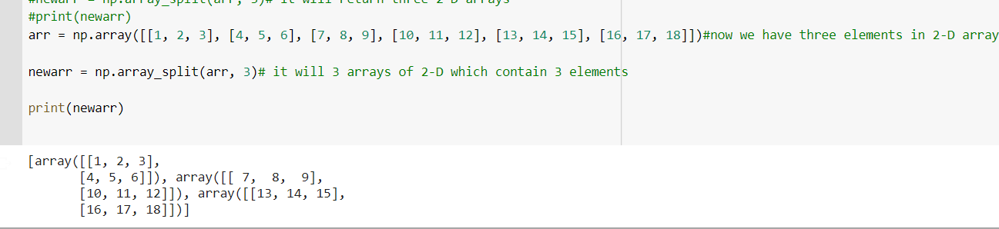 #newarr = np.array_split(arr, 3)# it will return three 2-D arrays
#print(newarr)
arr = np.array([[1, 2, 3], [4, 5, 6], [7, 8, 9], [10, 11, 12], [13, 14, 15], [16, 17, 18]])#now we have three elements in 2-D array
newarr = np.array_split(arr, 3)# it will 3 arrays of 2-D which contain 3 elements
print(newarr)
[array([[1, 2, 3],
       [4, 5, 6]]), array([[ 7,  8,  9],
       [10, 11, 12]]), array([[13, 14, 15],
       [16, 17, 18]])]